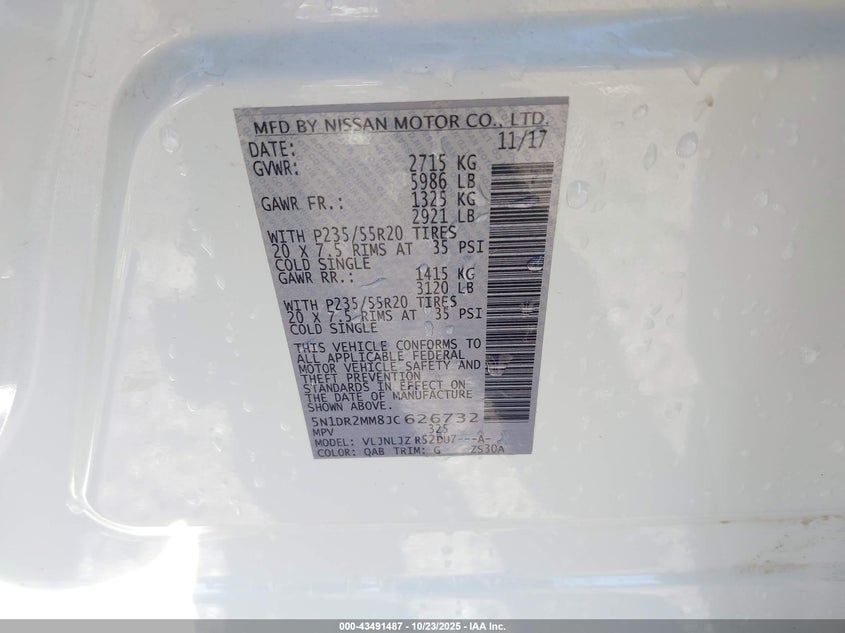 MFD BY NISSAN MOTOR CO., LTD.
DATE: 11/17
GVWR: 2715 KG
5986 LB
GAWR FR.: 1325 KG
2921 LB
WITH P235/55R20 TIRES
20 X 7.5 RIMS AT 35 PSI
COLD SINGLE
GAWR RR.: 1415 KG
3120 LB
WITH P235/55R20 TIRES
20 X 7.5 RIMS AT 35 PSI
COLD SINGLE
THIS VEHICLE CONFORMS TO
ALL APPLICABLE FEDERAL
MOTOR VEHICLE SAFETY AND
THEFT PREVENTION
STANDARDS IN EFFECT ON
THE DATE OF MANUFACTURE
SHOWN ABOVE.
5N1DR2MM8JC626732
MPV 325
MODEL: VLJNLJZ R52DU7---A-
COLOR: QAB TRIM: G ZS30A
000-43491487 - 10/23/2025 - IAA Inc.